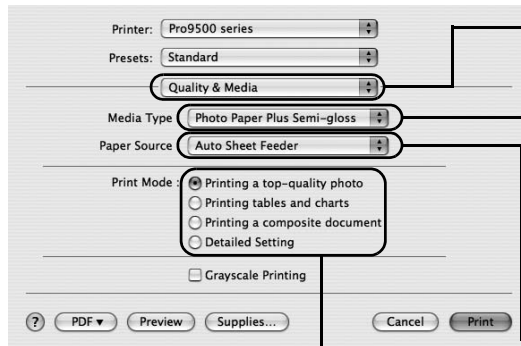 Printer: Pro9500 series
Presets: Standard
Quality & Media
Media Type Photo Paper Plus Semi-gloss
Paper Source Auto Sheet Feeder
Print Mode : Printing a top-quality photo
Printing tables and charts
Printing a composite document
Detailed Setting
Grayscale Printing
? PDF ▼ Preview Supplies... Cancel Print